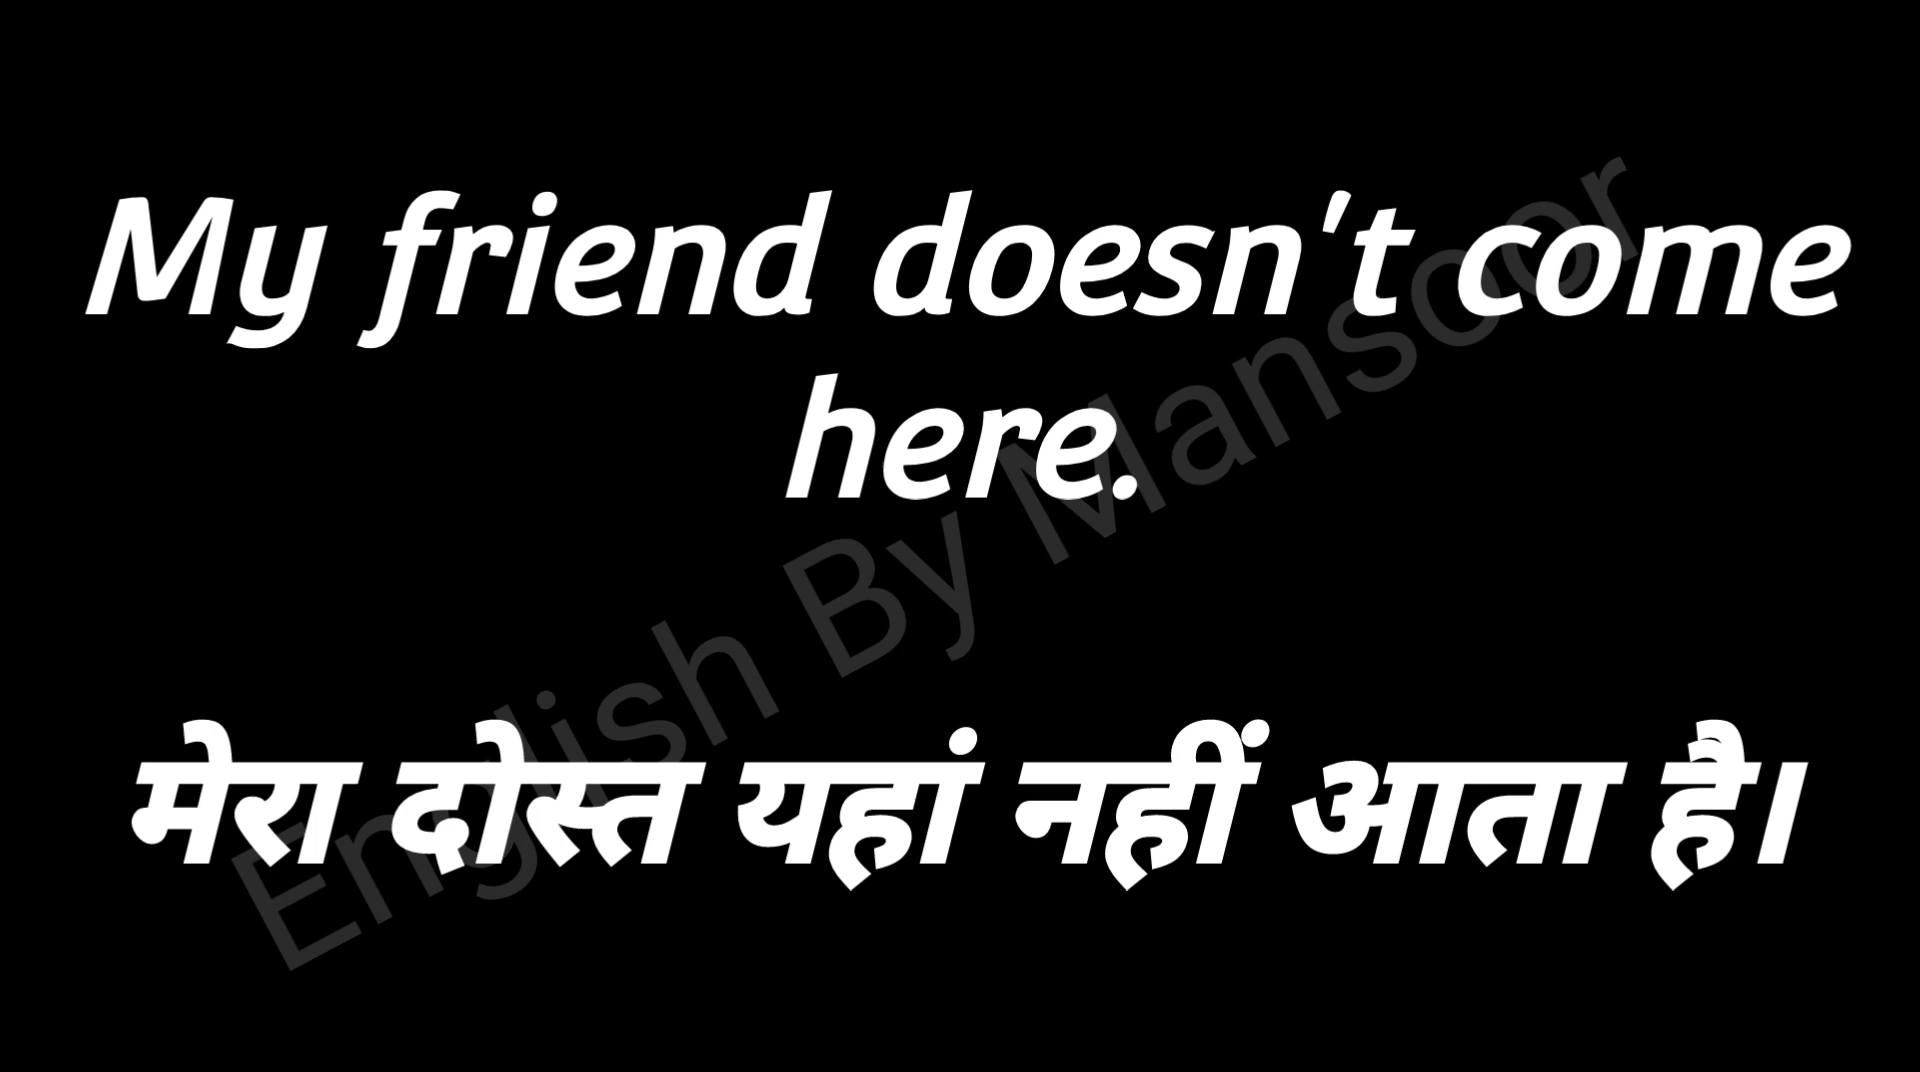 My friend doesn't come
here.
मेरा दोस्त यहां नहीं आता है।
English By Mansoor